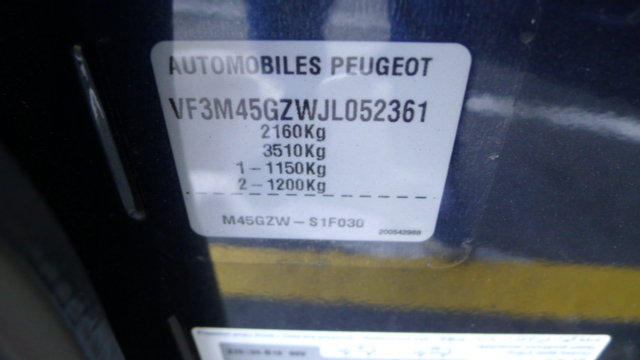 AUTOMOBILES PEUGEOT
VF3M45GZWJL052361
2160Kg
3510Kg
1 - 1150Kg
2 - 1200Kg
M45GZW - S1F030